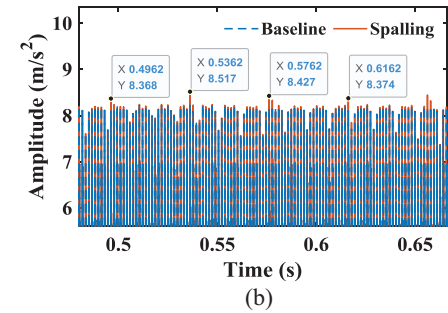 Baseline Spalling
10
9
8
7
6
Amplitude (m/s²)
X 0.4962
Y 8.368
X 0.5362
Y 8.517
X 0.5762
Y 8.427
X 0.6162
Y 8.374
0.5 0.55 0.6 0.65
Time (s)
(b)